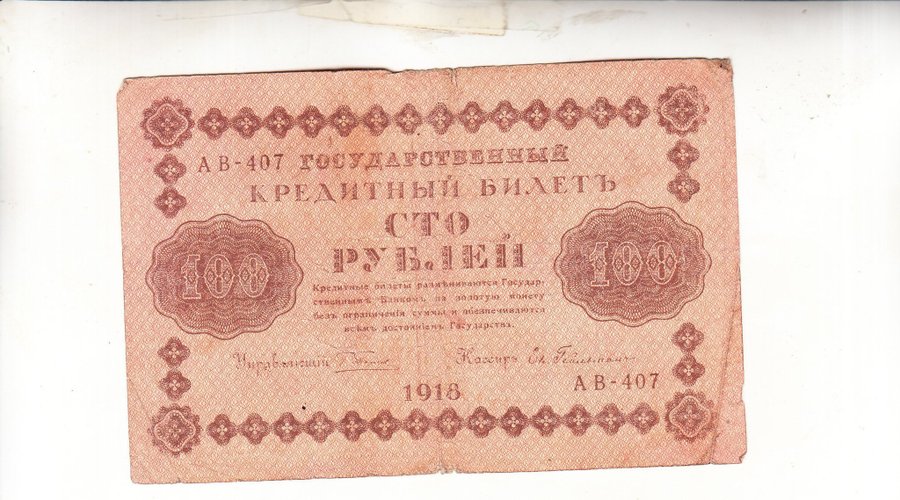 АВ-407 ГОСУДАРСТВЕННЫЙ
КРЕДИТНЫЙ БИЛЕТЪ
СТО
РУБЛЕЙ
100
100
Кредитные билеты размѣниваются Государ-
ственнымъ Банкомъ на золотую монету
безъ ограниченія суммы и обезпечиваются
всѣмъ достояніемъ Государства.
Управляющій
Кассиръ
1918
АВ-407